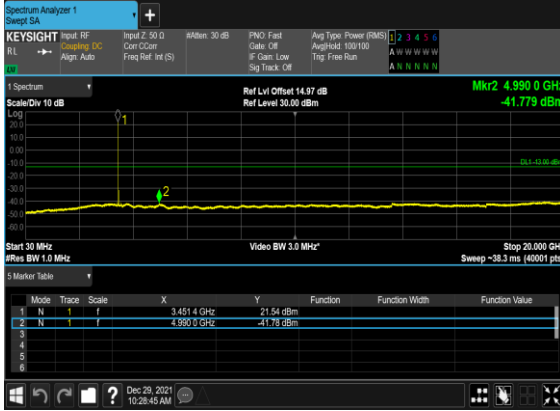 Spectrum Analyzer 1
Swept SA
+
KEYSIGHT
RL
Input: RF
Coupling: DC
Align: Auto
Input Z: 50 Ω
Corr CCorr
Freq Ref: Int (S)
#Atten: 30 dB
PNO: Fast
Gate: Off
IF Gain: Low
Sig Track: Off
Avg Type: Power (RMS)
Avg|Hold: 100/100
Trig: Free Run
1 2 3 4 5 6
A W W W W W
A N N N N N
1 Spectrum
Scale/Div 10 dB
Ref Lvl Offset 14.97 dB
Ref Level 30.00 dBm
Mkr2 4.990 0 GHz
-41.779 dBm
Log
20.0
10.0
0.00
-10.0
-20.0
-30.0
-40.0
-50.0
-60.0
1
2
DL1 -13.00 dBm
Start 30 MHz
#Res BW 1.0 MHz
Video BW 3.0 MHz*
Stop 20.000 GH
Sweep ~38.3 ms (40001 pts
5 Marker Table
Mode Trace Scale X Y Function Function Width Function Value
1 N 1 f 3.451 4 GHz 21.54 dBm
2 N 1 f 4.990 0 GHz -41.78 dBm
3
4
5
6
?
Dec 29, 2021
10:28:45 AM